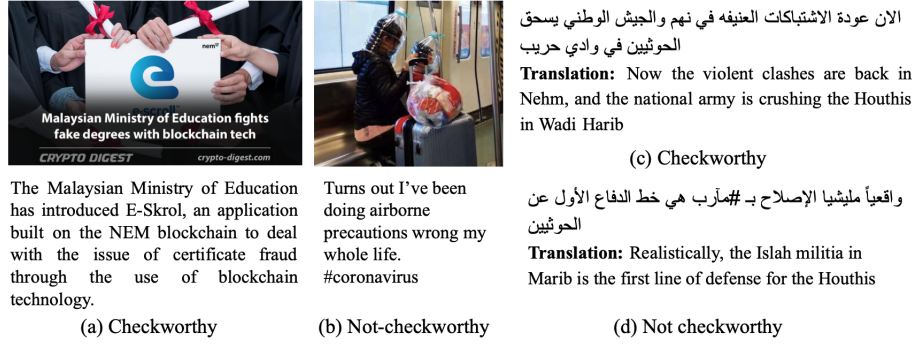 nem
e-scroll
Malaysian Ministry of Education fights
fake degrees with blockchain tech
CRYPTO DIGEST
crypto-digest.com
The Malaysian Ministry of Education
has introduced E-Skrol, an application
built on the NEM blockchain to deal
with the issue of certificate fraud
through the use of blockchain
technology.
(a) Checkworthy
Turns out I've been
doing airborne
precautions wrong my
whole life.
#coronavirus
(b) Not-checkworthy
الان عودة الاشتباكات العنيفه في نهم والجيش الوطني يسحق
الحوثيين في وادي حريب
Translation: Now the violent clashes are back in
Nehm, and the national army is crushing the Houthis
in Wadi Harib
(c) Checkworthy
واقعياً مليشيا الإصلاح بـ #مآرب هي خط الدفاع الأول عن
الحوثيين
Translation: Realistically, the Islah militia in
Marib is the first line of defense for the Houthis
(d) Not checkworthy